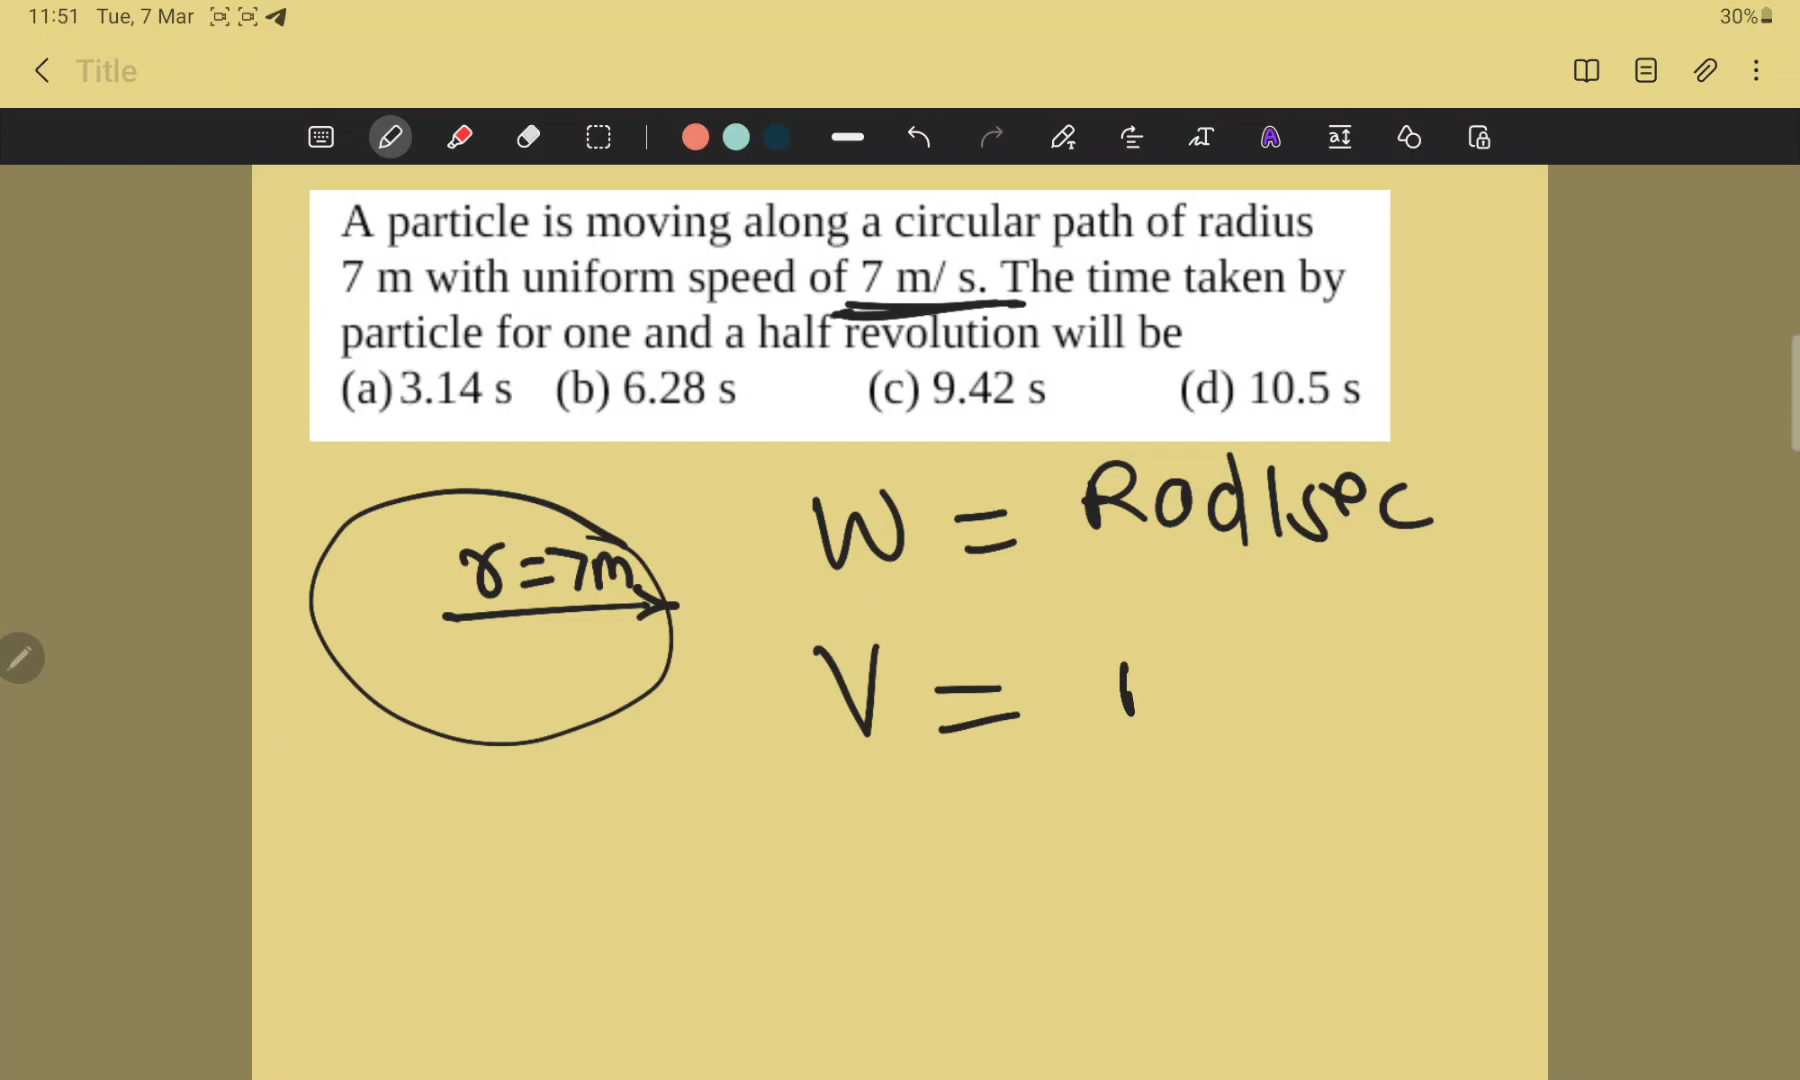 11:51 Tue, 7 Mar
30%
Title
A particle is moving along a circular path of radius
7 m with uniform speed of 7 m/ s. The time taken by
particle for one and a half revolution will be
(a) 3.14 s (b) 6.28 s (c) 9.42 s (d) 10.5 s
r=7m
W = Rad/sec
V =